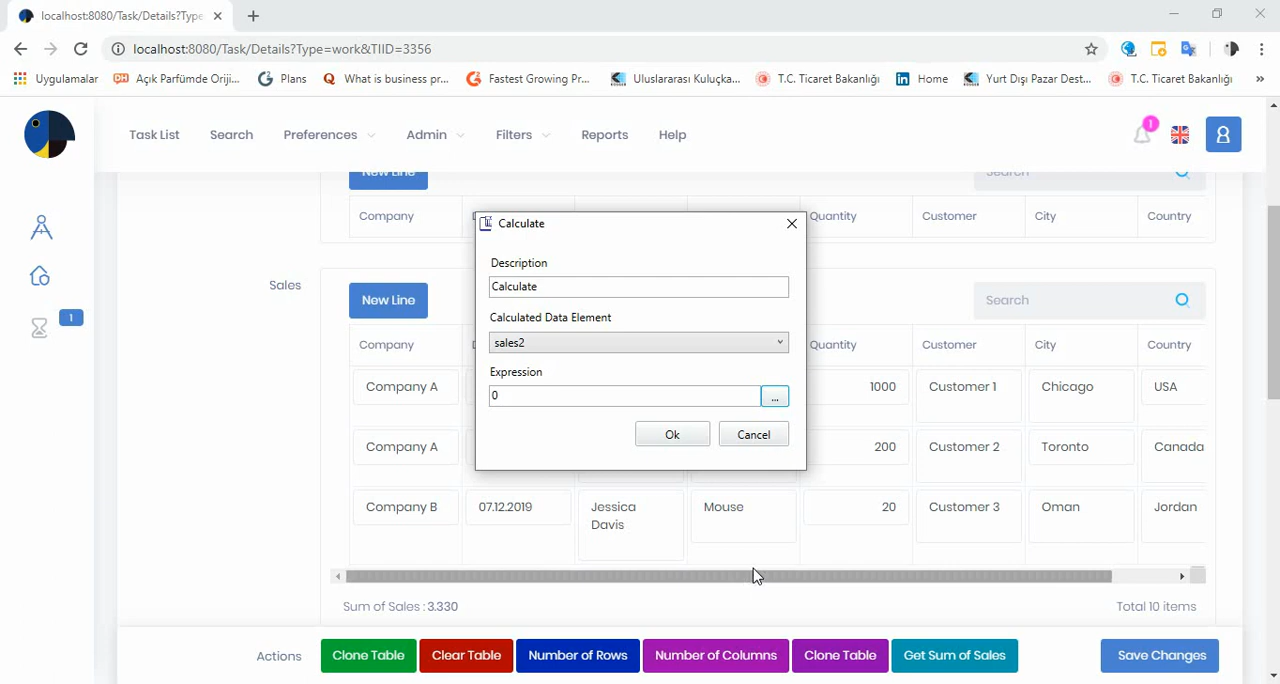 localhost:8080/Task/Details?Type
localhost:8080/Task/Details?Type=work&TIID=3356
Uygulamalar Açık Parfümde Oriji... Plans What is business pr... Fastest Growing Pr... Uluslararası Kuluçka... T.C. Ticaret Bakanlığı Home Yurt Dışı Pazar Dest... T.C. Ticaret Bakanlığı »
Task List Search Preferences Admin Filters Reports Help 1
New Line Search
Company Quantity Customer City Country
Calculate
Description
Calculate
Calculated Data Element
sales2
Expression
0 ...
Ok Cancel
Sales
New Line Search
1
Company Quantity Customer City Country
Company A 1000 Customer 1 Chicago USA
Company A 200 Customer 2 Toronto Canada
Company B 07.12.2019 Jessica Davis Mouse 20 Customer 3 Oman Jordan
Sum of Sales : 3.330 Total 10 items
Actions Clone Table Clear Table Number of Rows Number of Columns Clone Table Get Sum of Sales Save Changes